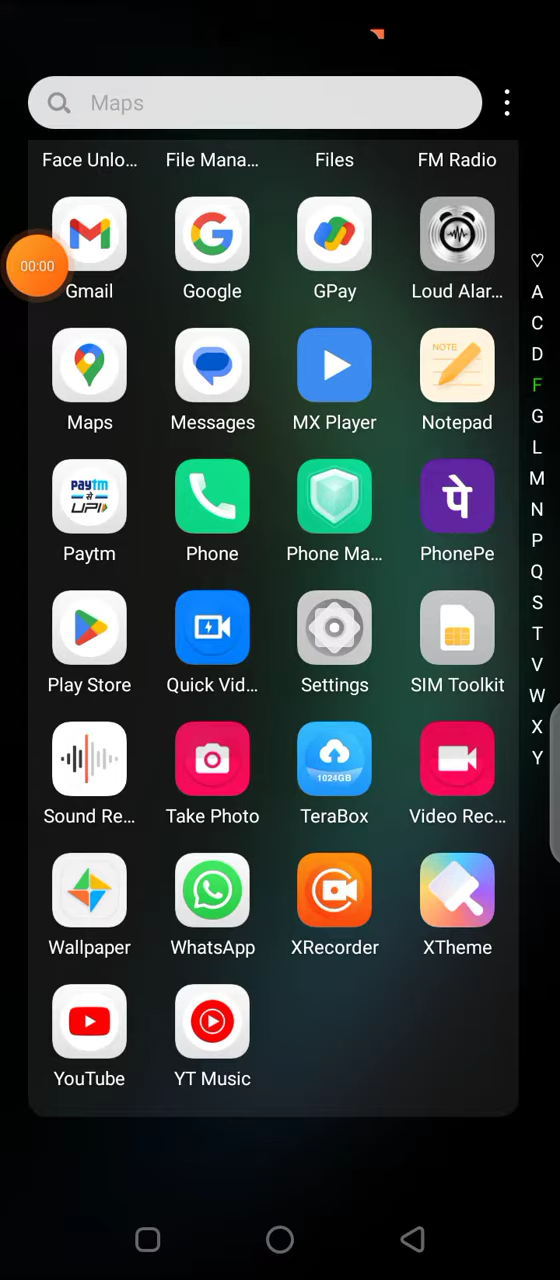 Maps
Face Unlo... File Mana... Files FM Radio
00:00
Gmail Google GPay Loud Alar...
NOTE
Maps Messages MX Player Notepad
paytm
से
UPI
पे
Paytm Phone Phone Ma... PhonePe
Play Store Quick Vid... Settings SIM Toolkit
1024GB
Sound Re... Take Photo TeraBox Video Rec...
Wallpaper WhatsApp XRecorder XTheme
YouTube YT Music
A
C
D
F
G
L
M
N
P
Q
S
T
V
W
X
Y